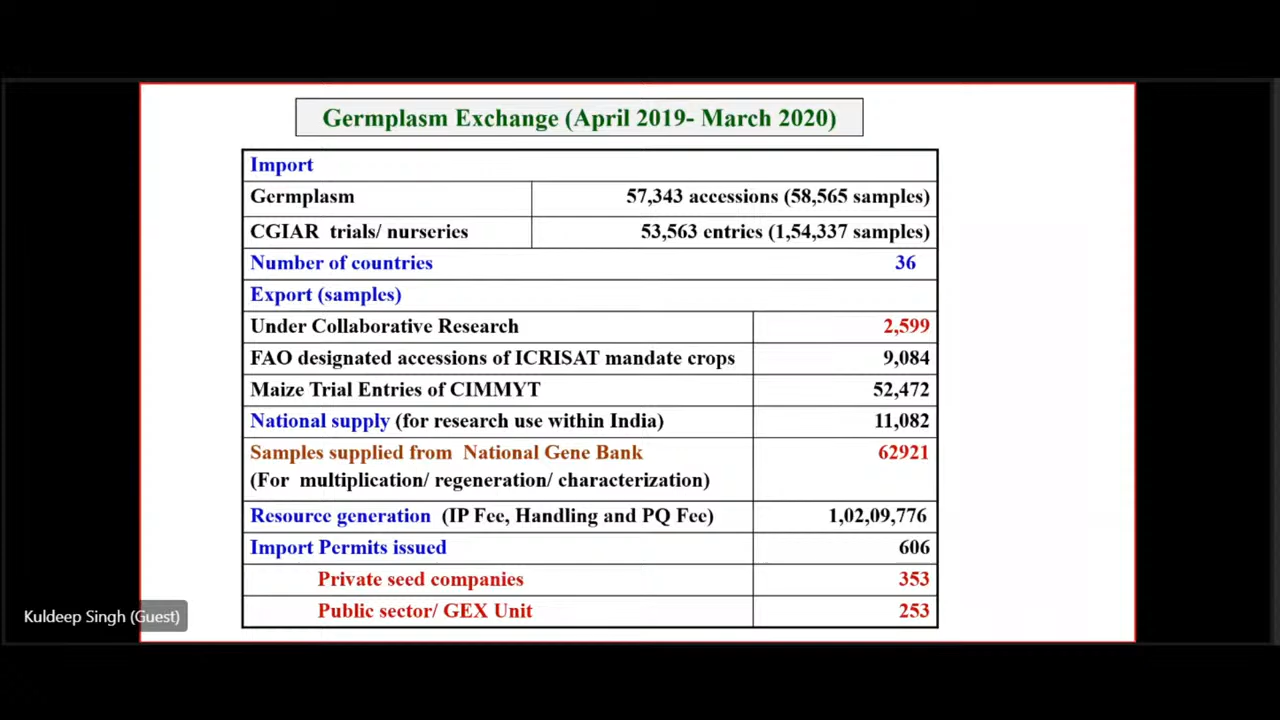 Germplasm Exchange (April 2019- March 2020)
Import
Germplasm 57,343 accessions (58,565 samples)
CGIAR trials/ nurseries 53,563 entries (1,54,337 samples)
Number of countries 36
Export (samples)
Under Collaborative Research 2,599
FAO designated accessions of ICRISAT mandate crops 9,084
Maize Trial Entries of CIMMYT 52,472
National supply (for research use within India) 11,082
Samples supplied from National Gene Bank 62921
(For multiplication/ regeneration/ characterization)
Resource generation (IP Fee, Handling and PQ Fee) 1,02,09,776
Import Permits issued 606
Private seed companies 353
Public sector/ GEX Unit 253
Kuldeep Singh (Guest)